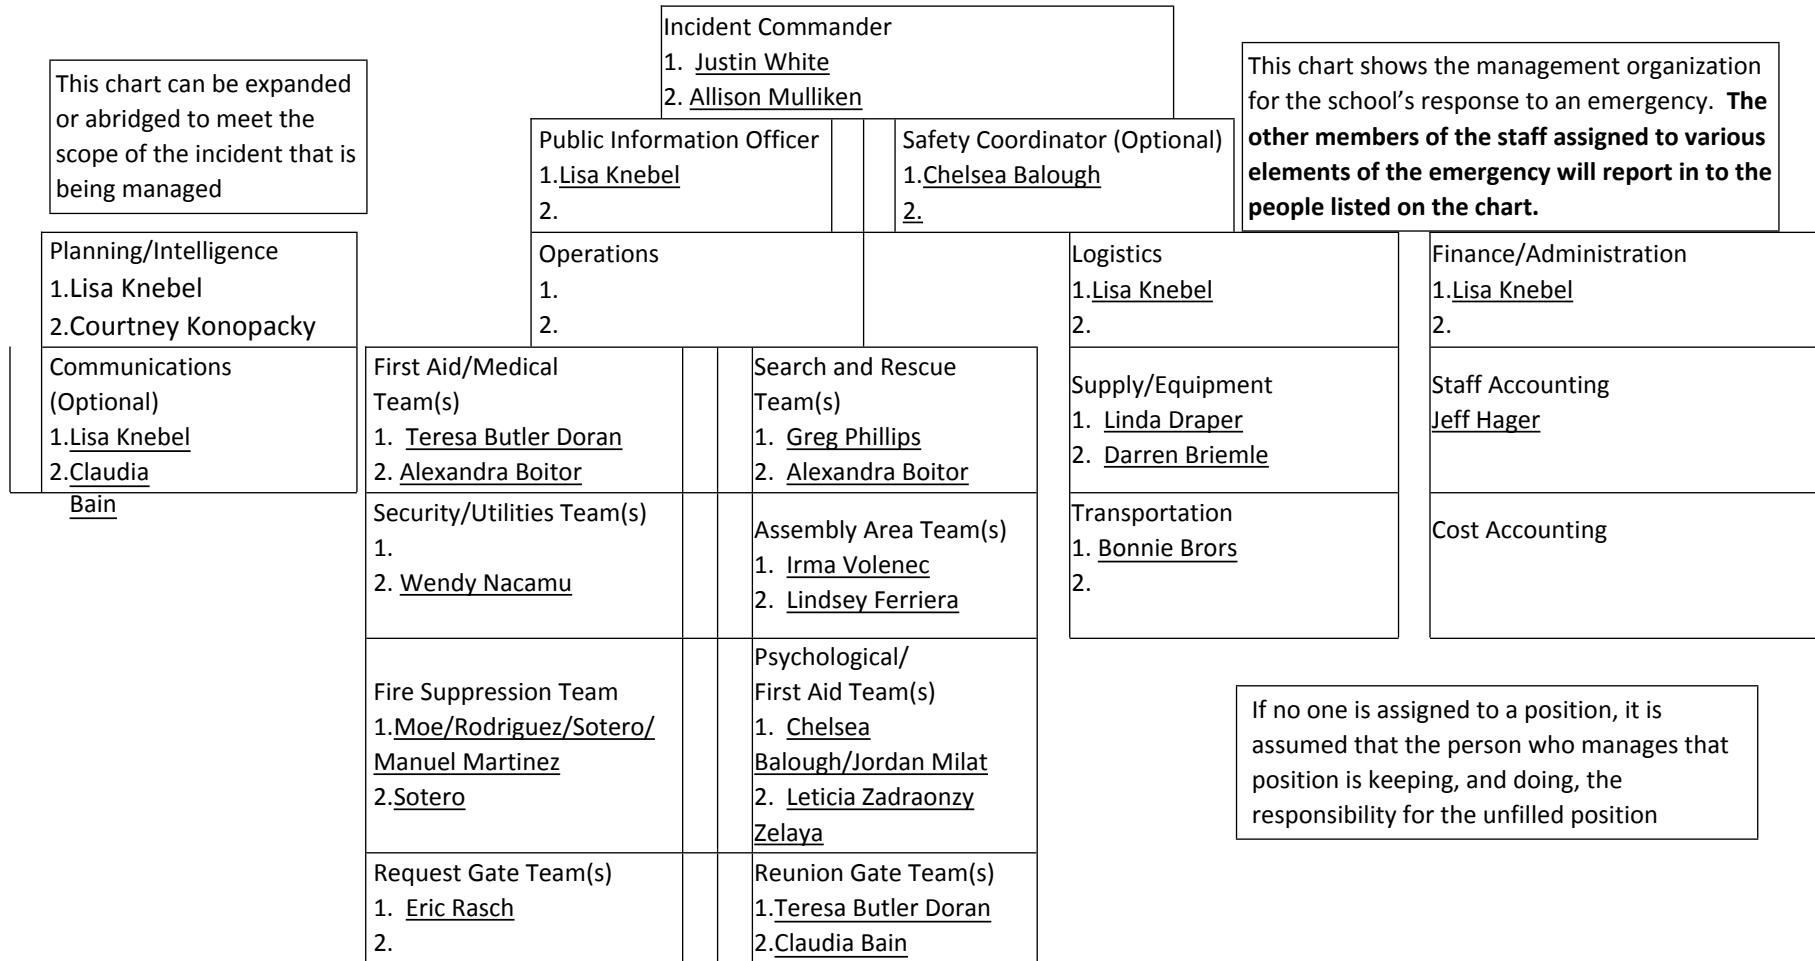 Incident Commander
1. Justin White
2. Allison Mulliken
This chart can be expanded
or abridged to meet the
scope of the incident that is
being managed
This chart shows the management organization
for the school’s response to an emergency. The
other members of the staff assigned to various
elements of the emergency will report in to the
people listed on the chart.
Public Information Officer
1.Lisa Knebel
2.
Safety Coordinator (Optional)
1.Chelsea Balough
2.
Planning/Intelligence
1.Lisa Knebel
2.Courtney Konopacky
Operations
1.
2.
Logistics
1.Lisa Knebel
2.
Finance/Administration
1.Lisa Knebel
2.
Communications
(Optional)
1.Lisa Knebel
2.Claudia
Bain
First Aid/Medical
Team(s)
1. Teresa Butler Doran
2. Alexandra Boitor
Search and Rescue
Team(s)
1. Greg Phillips
2. Alexandra Boitor
Supply/Equipment
1. Linda Draper
2. Darren Briemle
Staff Accounting
Jeff Hager
Security/Utilities Team(s)
1.
2. Wendy Nacamu
Assembly Area Team(s)
1. Irma Volenec
2. Lindsey Ferriera
Transportation
1. Bonnie Brors
2.
Cost Accounting
Fire Suppression Team
1.Moe/Rodriguez/Sotero/
Manuel Martinez
2.Sotero
Psychological/
First Aid Team(s)
1. Chelsea
Balough/Jordan Milat
2. Leticia Zadraonzy
Zelaya
If no one is assigned to a position, it is
assumed that the person who manages that
position is keeping, and doing, the
responsibility for the unfilled position
Request Gate Team(s)
1. Eric Rasch
2.
Reunion Gate Team(s)
1.Teresa Butler Doran
2.Claudia Bain